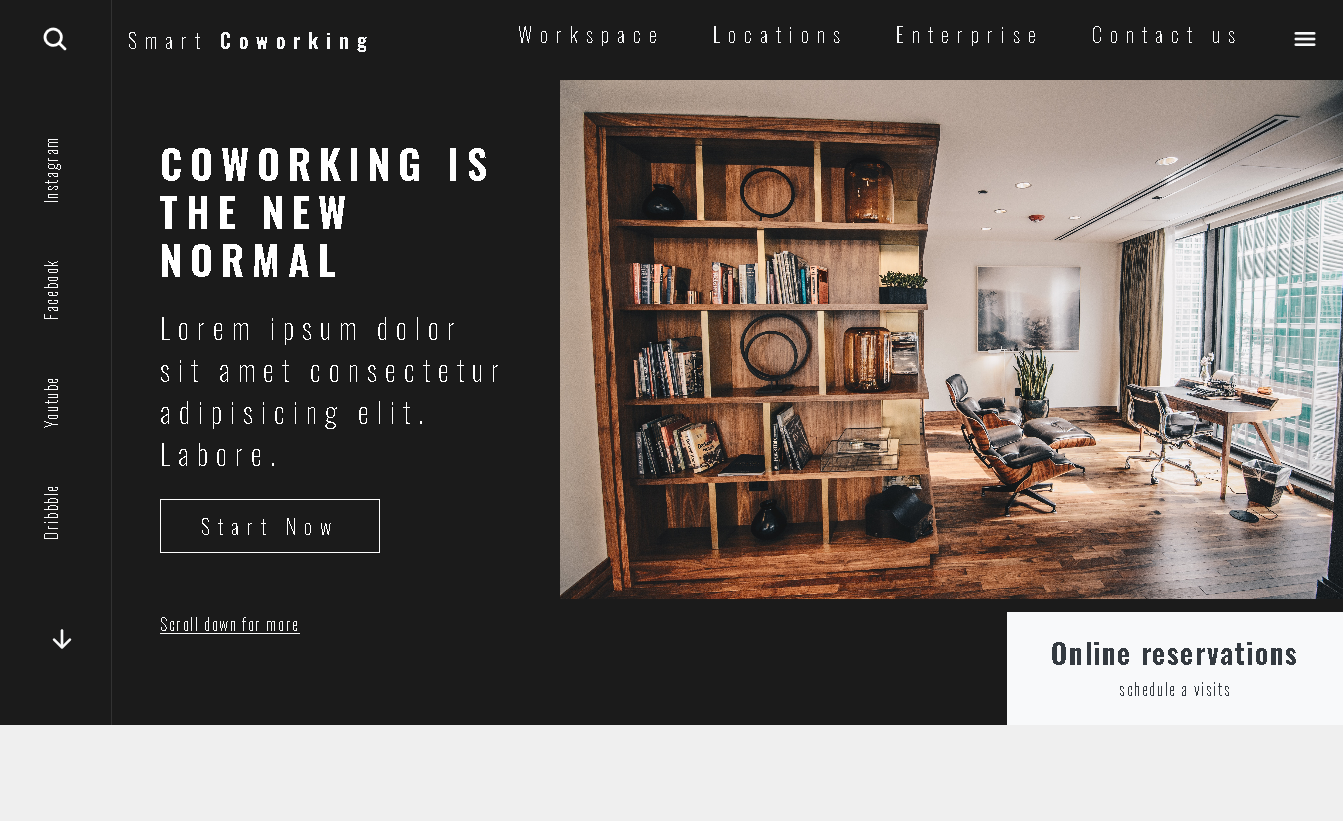 Smart Coworking
Workspace
Locations
Enterprise
Contact us
Instagram
Facebook
Youtube
Dribbble
COWORKING IS
THE NEW
NORMAL
Lorem ipsum dolor
sit amet consectetur
adipisicing elit.
Labore.
Start Now
Scroll down for more
Online reservations
schedule a visits